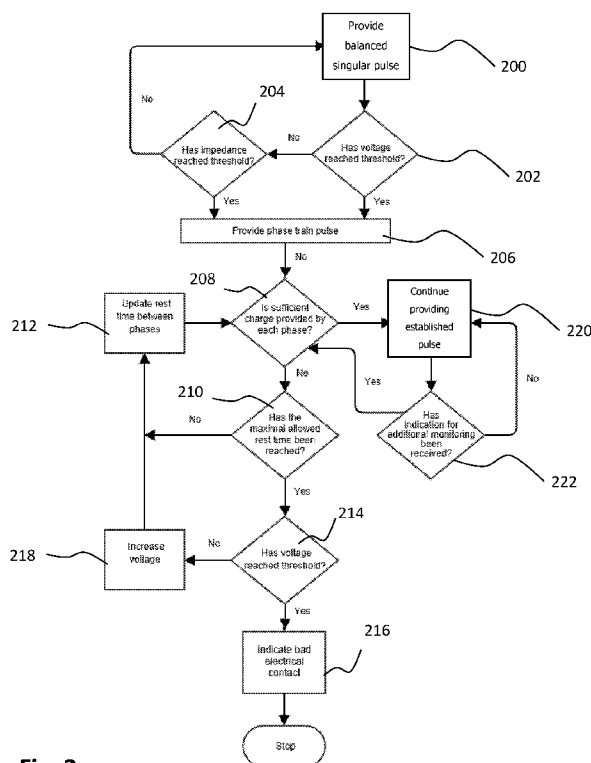 Provide
balanced
singular pulse
200
204
No
Has impedance
reached threshold?
No
Has voltage
reached threshold?
202
Yes
Yes
Provide phase train pulse
206
No
208
Update rest
time between
phases
212
Is sufficient
charge provided by
each phase?
Yes
Continue
providing
established
pulse
220
Yes
No
No
210
Has the
maximal allowed
rest time been
reached?
No
Has
indication for
additional monitoring
been
received?
222
Yes
214
218
Increase
voltage
No
Has voltage
reached threshold?
Yes
216
Indicate bad
electrical
contact
Stop